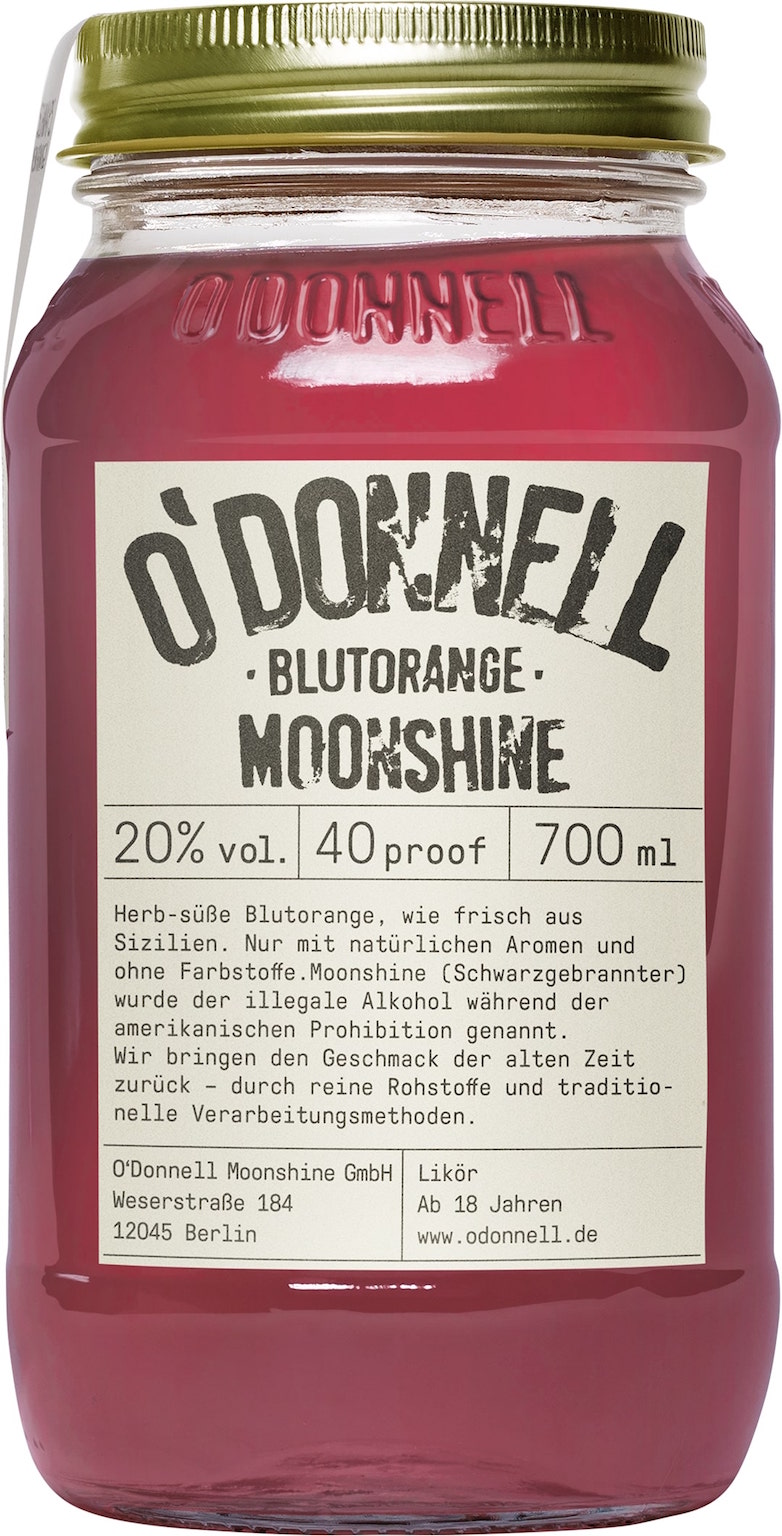 O'DONNELL
O'DONNELL
· BLUTORANGE ·
MOONSHINE
20% vol. 40 proof 700 ml
Herb-süße Blutorange, wie frisch aus
Sizilien. Nur mit natürlichen Aromen und
ohne Farbstoffe.Moonshine (Schwarzgebrannter)
wurde der illegale Alkohol während der
amerikanischen Prohibition genannt.
Wir bringen den Geschmack der alten Zeit
zurück – durch reine Rohstoffe und traditio-
nelle Verarbeitungsmethoden.
O'Donnell Moonshine GmbH
Weserstraße 184
12045 Berlin
Likör
Ab 18 Jahren
www.odonnell.de